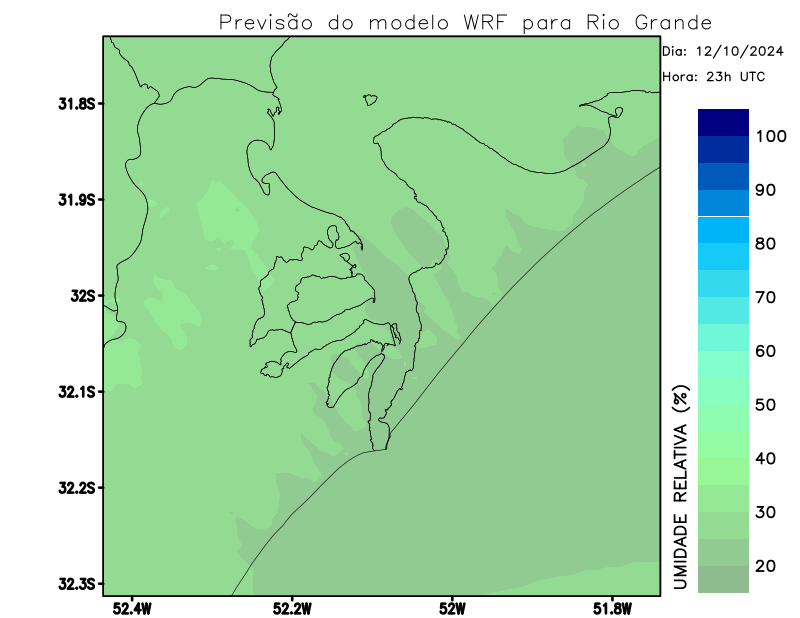 Previsão do modelo WRF para Rio Grande
Dia: 12/10/2024
Hora: 23h UTC
31.8S
31.9S
32S
32.1S
32.2S
32.3S
52.4W
52.2W
52W
51.8W
UMIDADE RELATIVA (%)
100
90
80
70
60
50
40
30
20